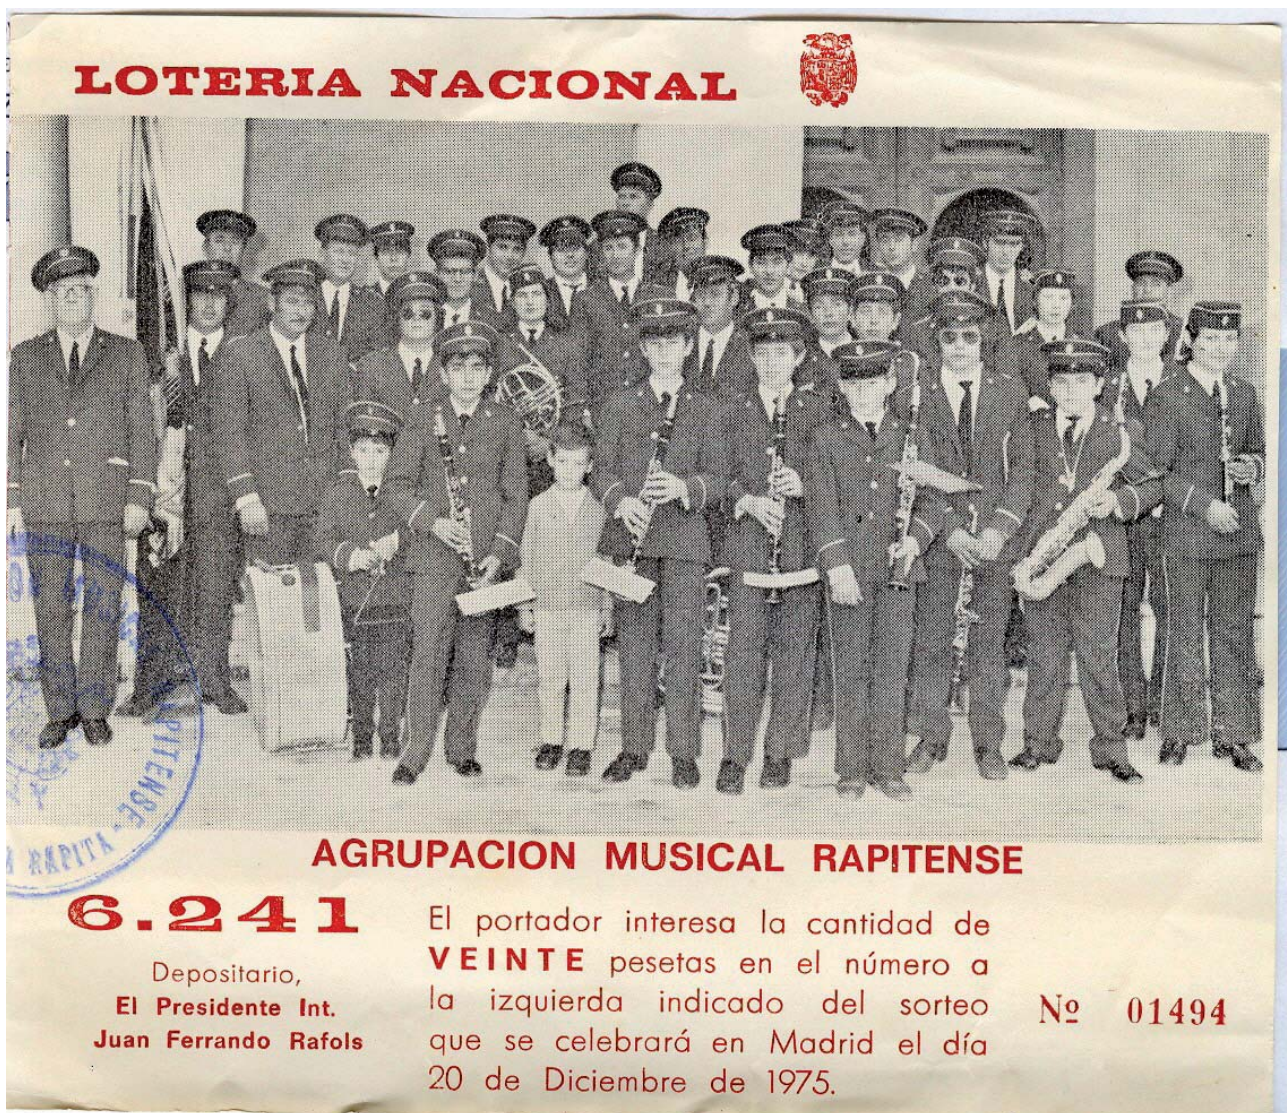 LOTERIA NACIONAL
AGRUPACION MUSICAL RAPITENSE
6.241
Depositario,
El Presidente Int.
Juan Ferrando Rafols
El portador interesa la cantidad de
VEINTE pesetas en el número a
la izquierda indicado del sorteo
que se celebrará en Madrid el día
20 de Diciembre de 1975.
Nº 01494
RAPITENSE - RAPITA